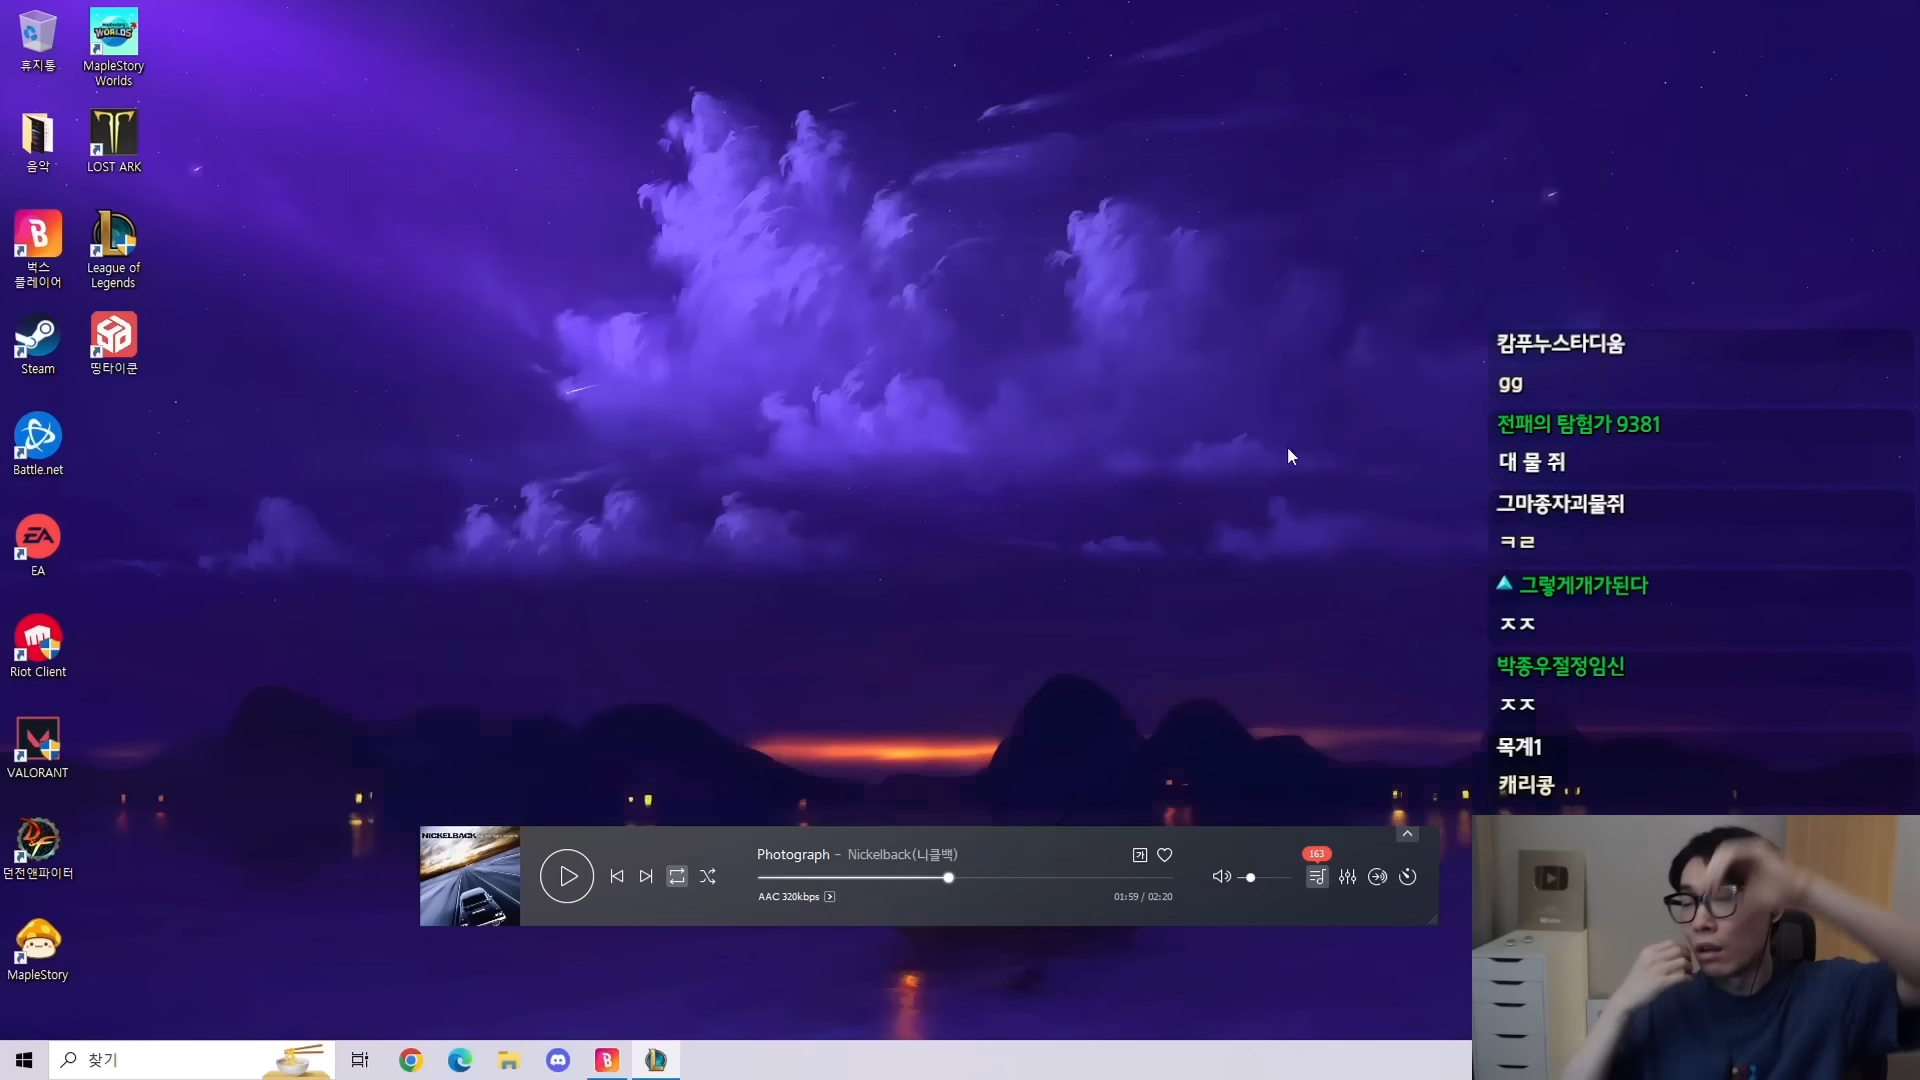 휴지통
MapleStory
Worlds
음악
LOST ARK
벅스
플레이어
League of
Legends
Steam
띵타이쿤
Battle.net
EA
Riot Client
VALORANT
던전앤파이터
MapleStory
캄푸누스타디움
gg
전패의 탐험가 9381
대 물 쥐
그마종자괴물쥐
ㅋㄹ
그렇게개가된다
ㅈㅈ
박종우절정임신
ㅈㅈ
목계1
캐리콩
NICKELBACK
Photograph - Nickelback(니클백)
가
163
AAC 320kbps
01:59 / 02:20
찾기